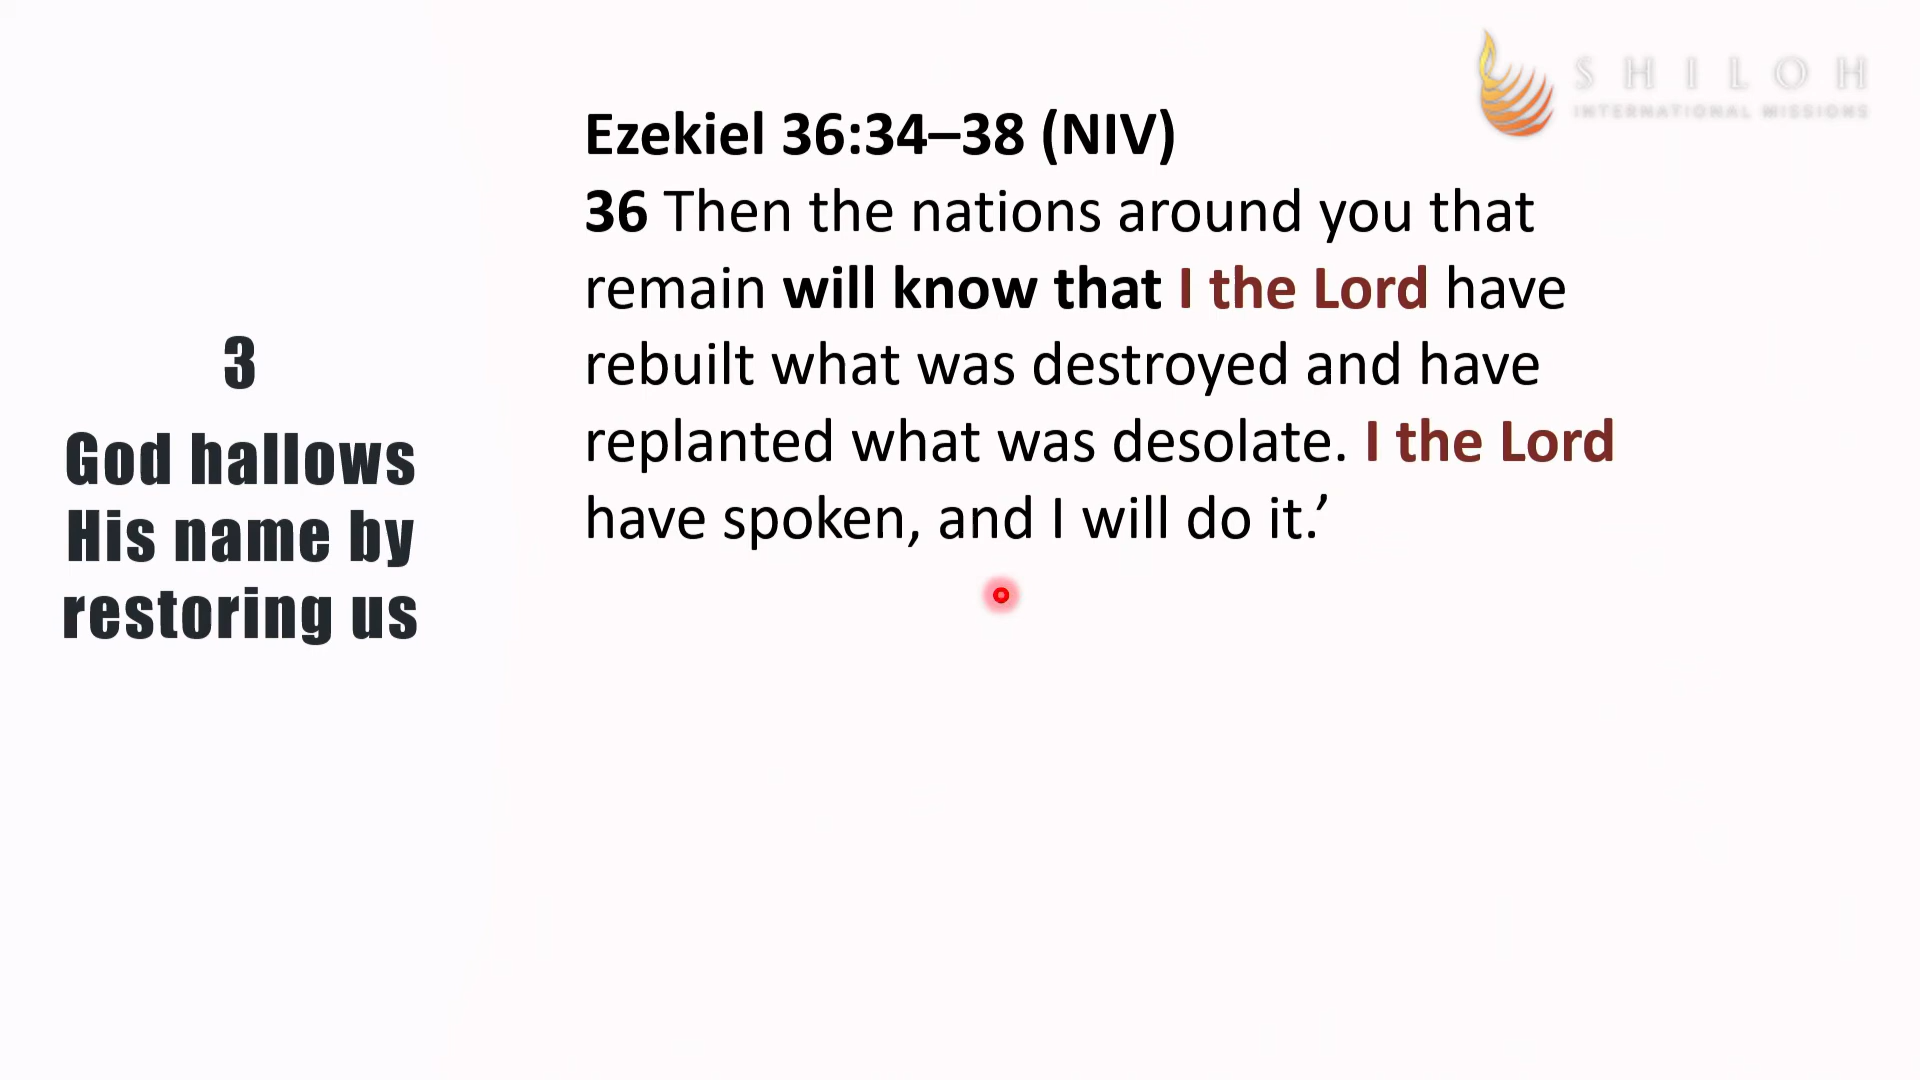 SHILOH
INTERNATIONAL MISSIONS
Ezekiel 36:34–38 (NIV)
36 Then the nations around you that
remain will know that I the Lord have
rebuilt what was destroyed and have
replanted what was desolate. I the Lord
have spoken, and I will do it.’
3
God hallows
His name by
restoring us